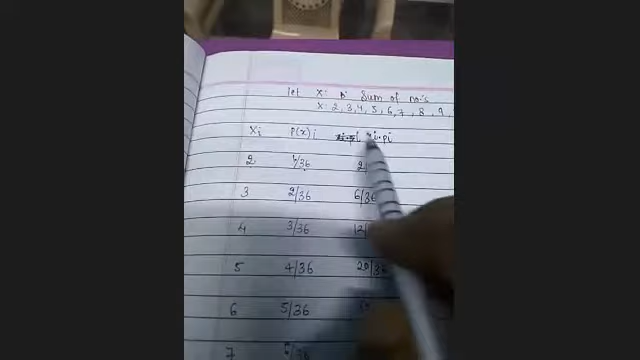 let X: Sum of no's
X: 2, 3, 4, 5, 6, 7, 8, 9,
Xi P(x)i xi·pi
2 1/36 2/
3 2/36 6/36
4 3/36 12/
5 4/36 20/36
6 5/36
7